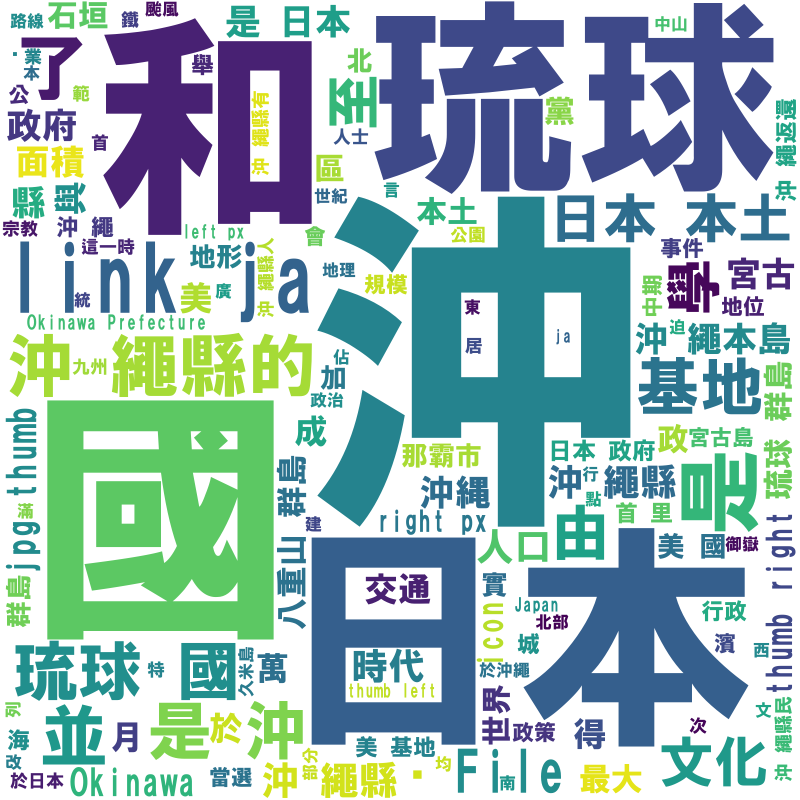 路線 石垣 鐵 颱風 是 日本 中山
業 本 了 和 琉球
公 範 舉 北 至 黨
政府 首 沖 繩縣有 人士 沖 繩返還
面積 區
縣 與 世紀 言 本土 日本 本土
宗教 沖 繩 left px 會 公園 事件
這一時 地形 地理 規模 中期 學 宮古
link ja 統 美 廣 沖 繩縣人 沖 東 地位
Okinawa Prefecture 居 ja 沖 迫 繩本島
沖 繩縣的 九州 佔 加 基地 群島
政治
thumb 成 那霸市 日本 政府 政 宮古島
jpg 國 群島 沖縄 沖 行 繩縣 是 琉球
滿 點 首 里
建 right px 人口 由 美 國 御嶽
群島 八重山 日本 交通 實 Japan 行政 thumb right
icon 北部
琉球 國 萬 時代 城 濱 西
特 久米島 thumb left 於沖繩
列 並 是 於 沖 世界 政策 得 次 文
海 月 美 基地 文化 沖 繩縣民
改 均
於日本 Okinawa 當選 沖 部分 繩縣 File 南 最大